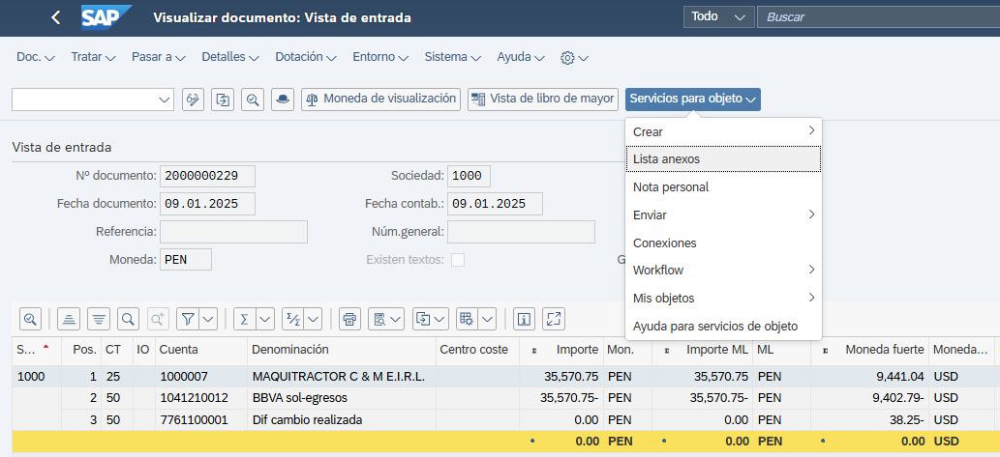 SAP Visualizar documento: Vista de entrada Todo Buscar
Doc. Tratar Pasar a Detalles Dotación Entorno Sistema Ayuda
Moneda de visualización Vista de libro de mayor Servicios para objeto
Crear
Lista anexos
Nota personal
Enviar
Conexiones
Workflow
Mis objetos
Ayuda para servicios de objeto
Vista de entrada
Nº documento: 2000000229 Sociedad: 1000
Fecha documento: 09.01.2025 Fecha contab.: 09.01.2025
Referencia: Núm.general:
Moneda: PEN Existen textos: G
S... Pos. CT IO Cuenta Denominación Centro coste Importe Mon. Importe ML ML Moneda fuerte Moneda...
1000 1 25 1000007 MAQUITRACTOR C & M E.I.R.L. 35,570.75 PEN 35,570.75 PEN 9,441.04 USD
2 50 1041210012 BBVA sol-egresos 35,570.75- PEN 35,570.75- PEN 9,402.79- USD
3 50 7761100001 Dif cambio realizada 0.00 PEN 0.00 PEN 38.25- USD
• 0.00 PEN • 0.00 PEN • 0.00 USD